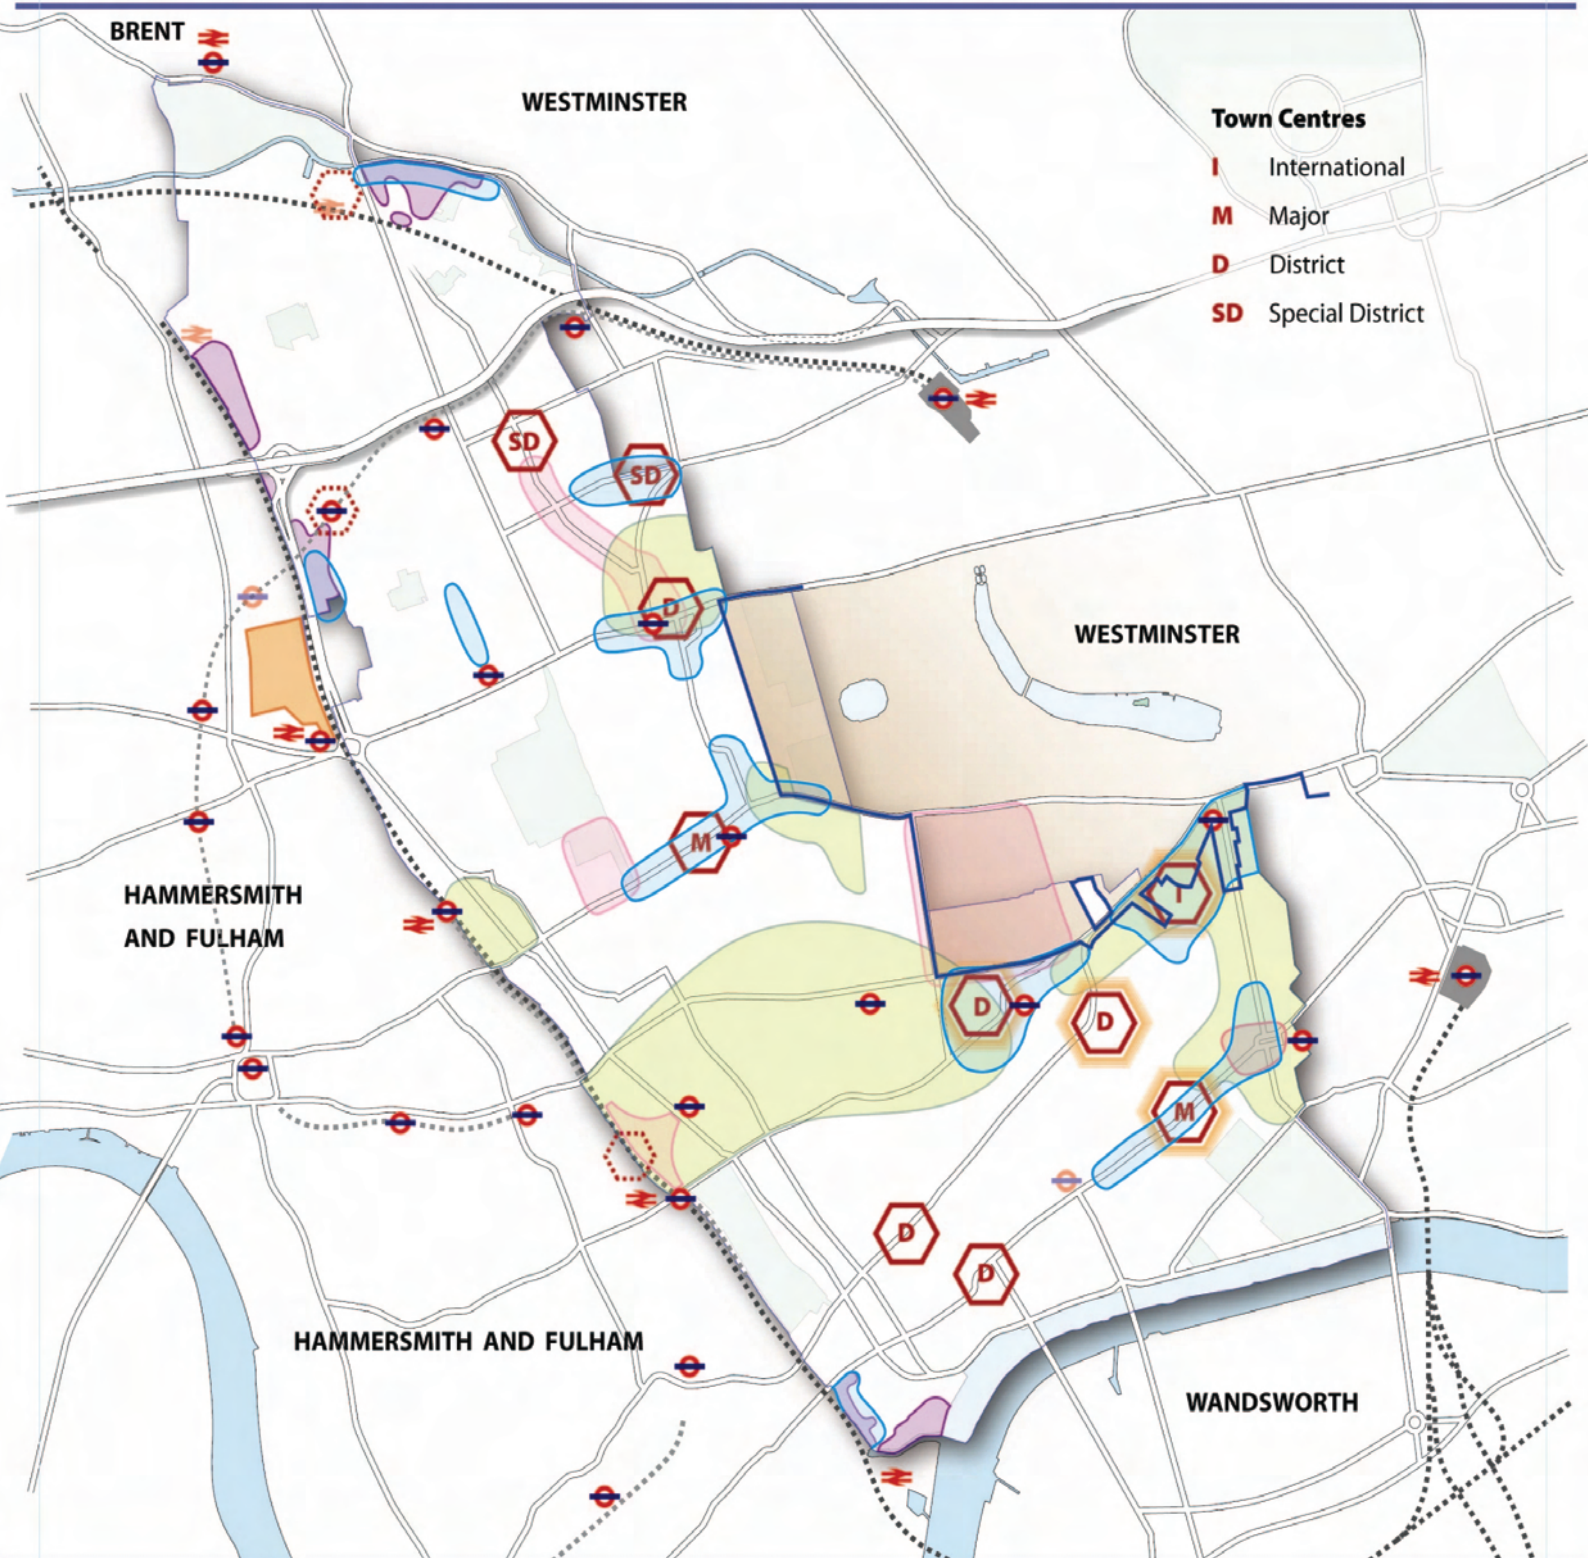 BRENT
WESTMINSTER
Town Centres
I International
M Major
D District
SD Special District
SD
SD
D
WESTMINSTER
M
HAMMERSMITH
AND FULHAM
I
D
D
M
D
D
HAMMERSMITH AND FULHAM
WANDSWORTH